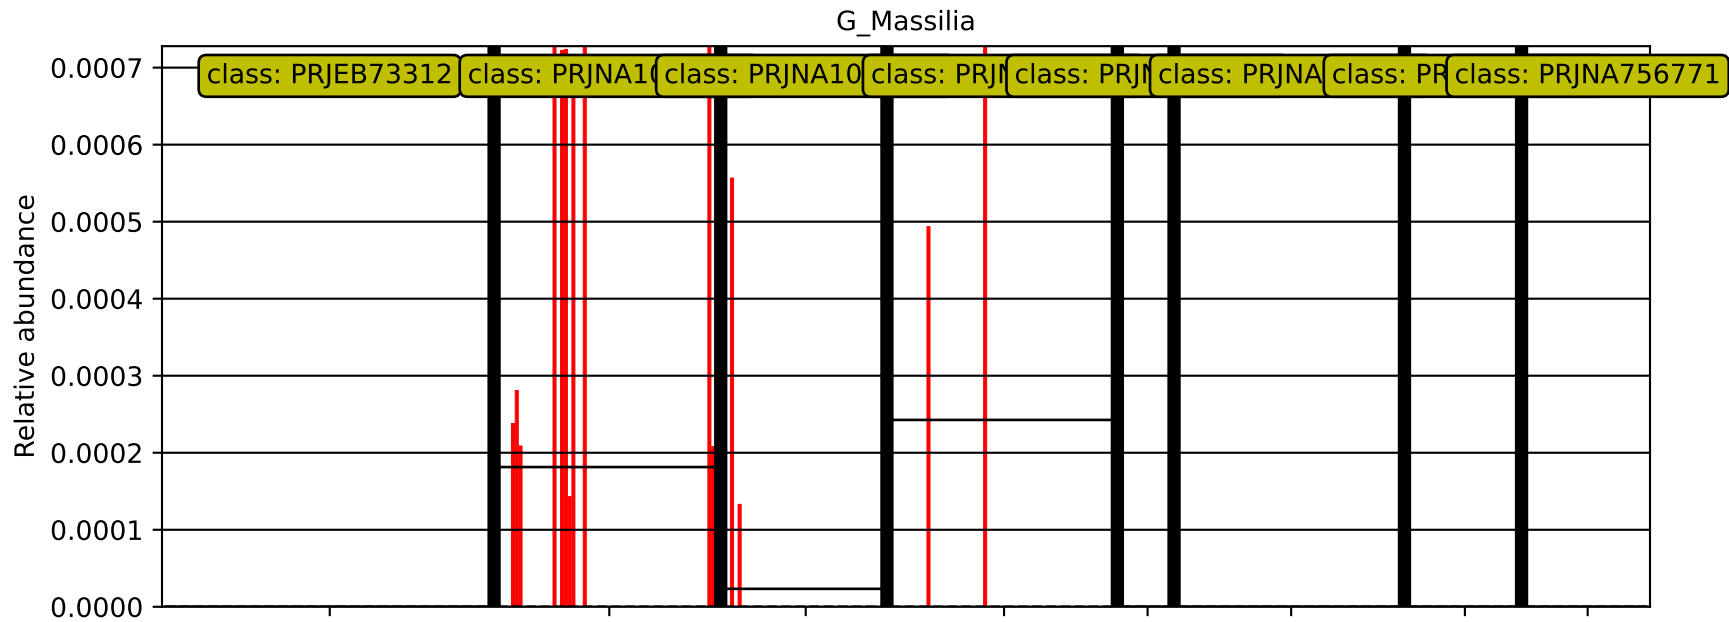 G_Massilia
0.0007
class: PRJEB73312
class: PRJNA10
class: PRJNA10
class: PRJN
class: PRJN
class: PRJNA
class: PR
class: PRJNA756771
0.0006
0.0005
0.0004
0.0003
0.0002
0.0001
0.0000
Relative abundance